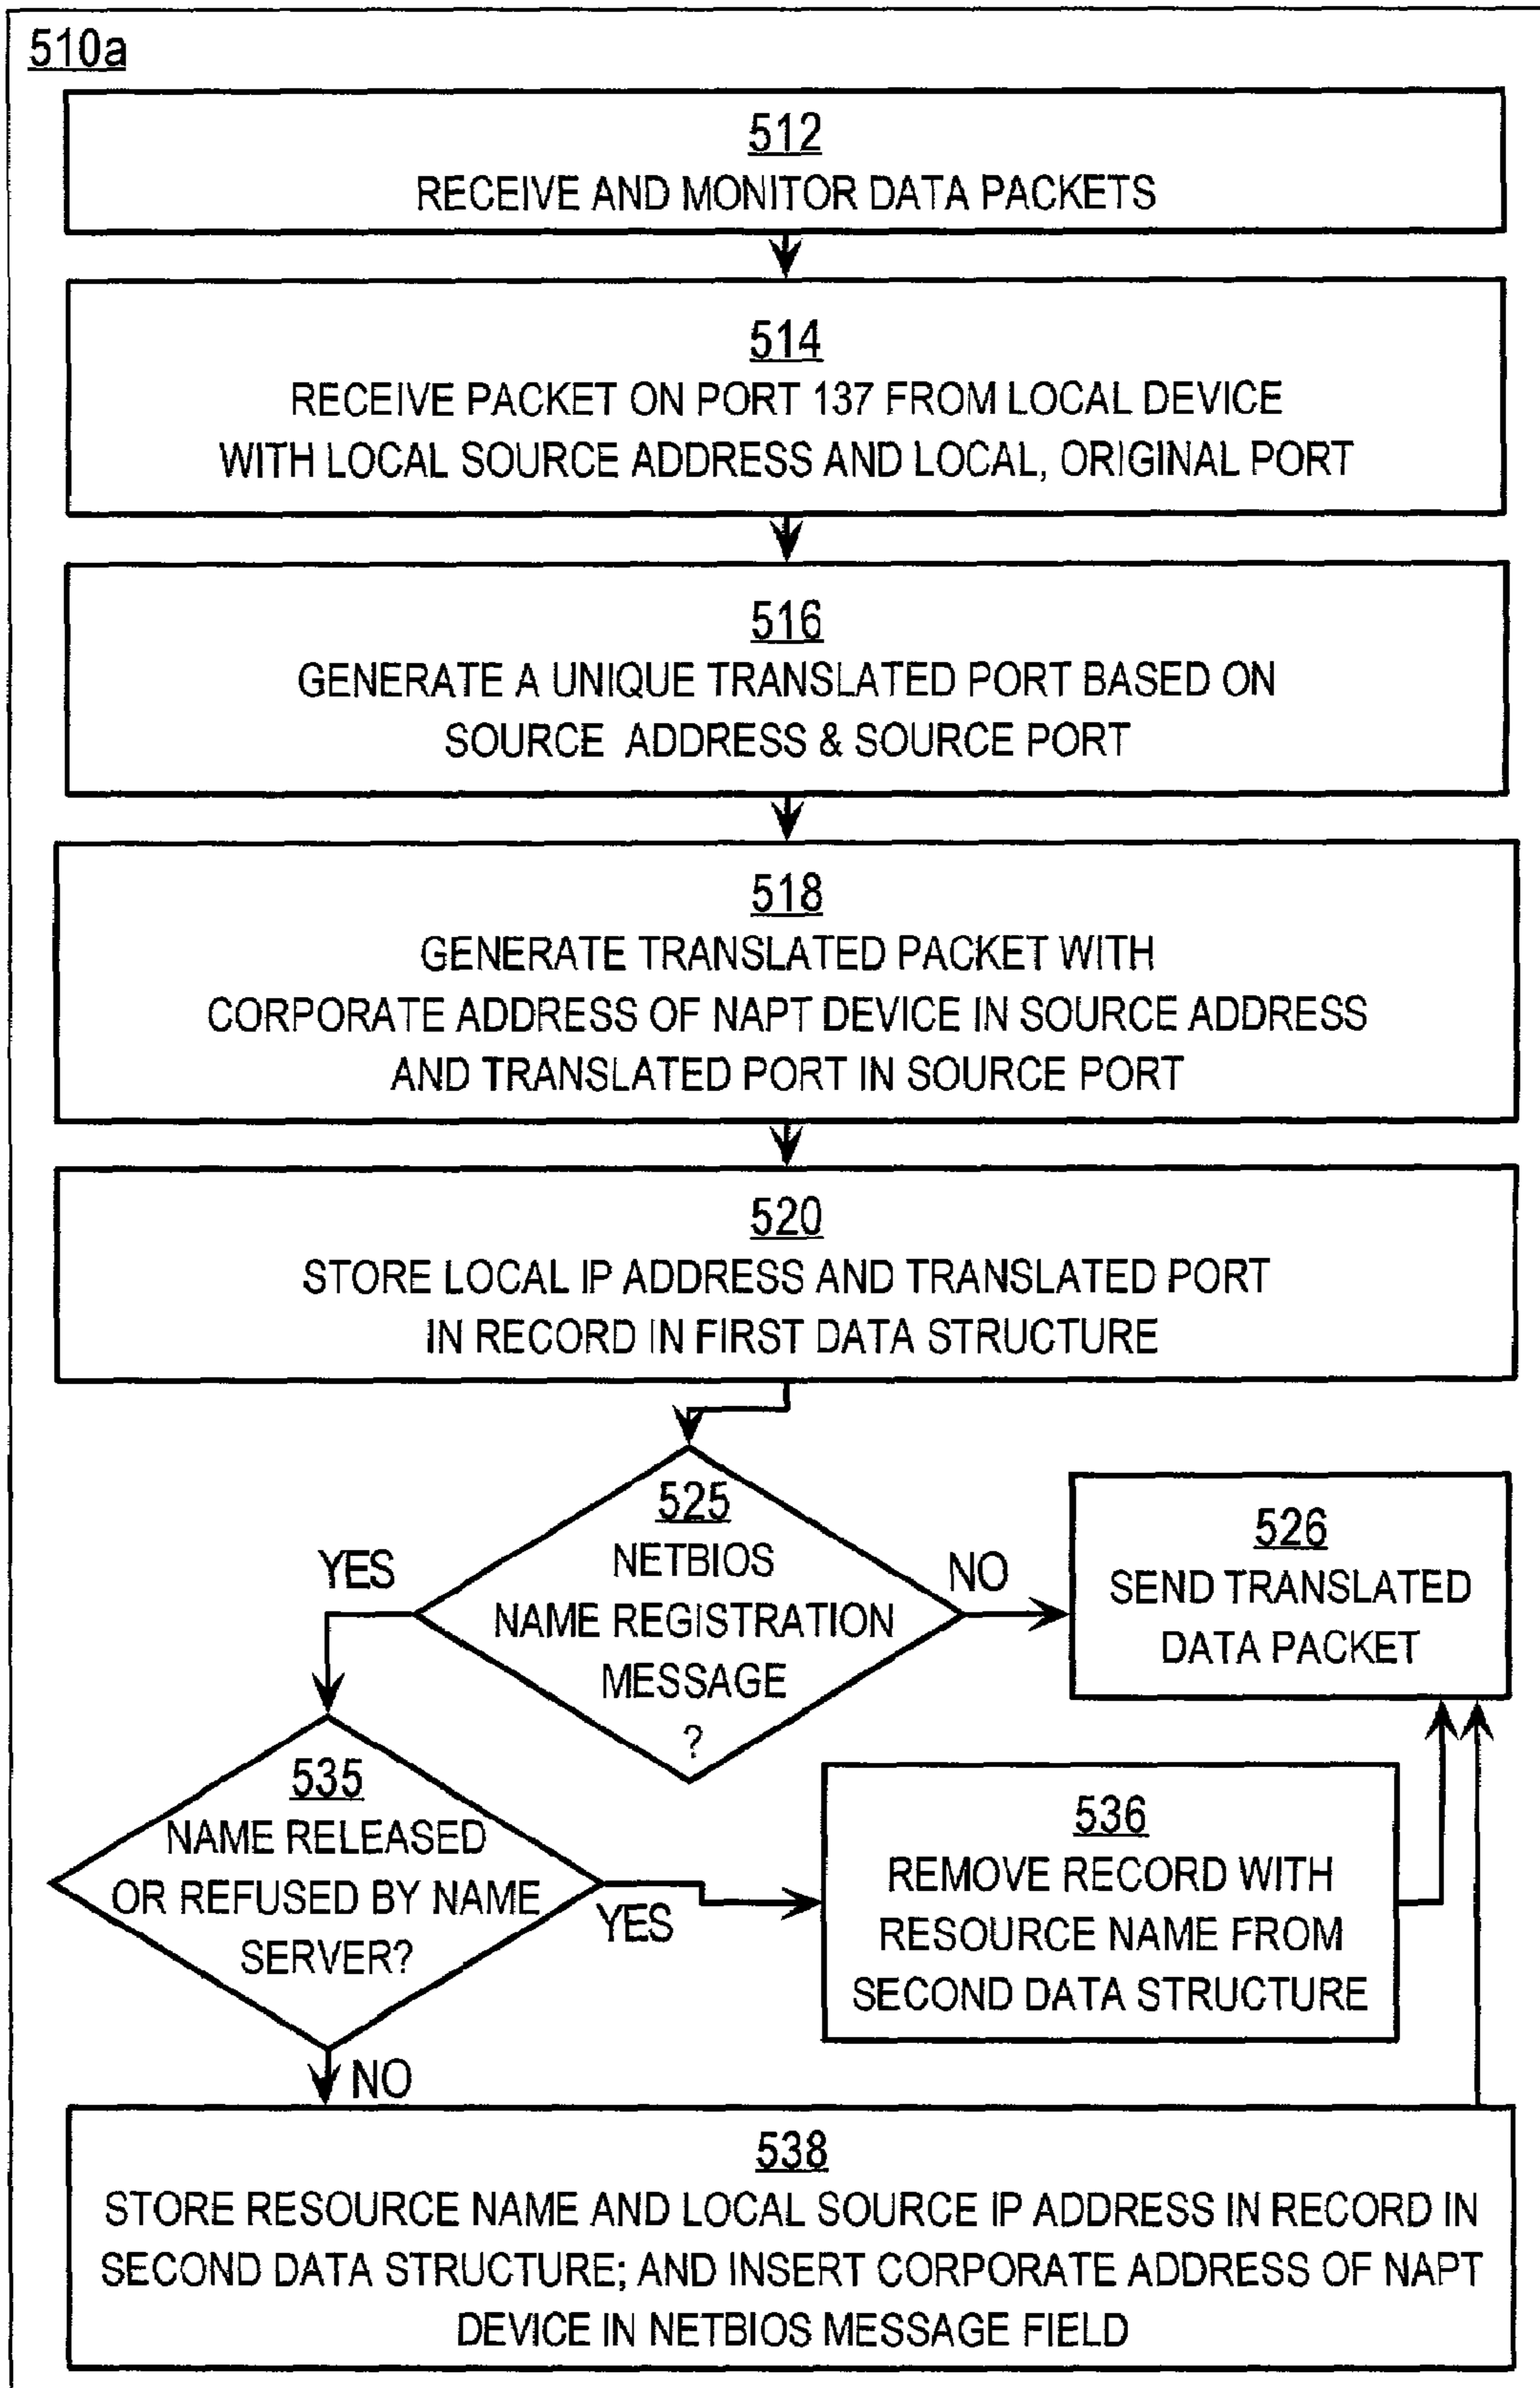 510a
512
RECEIVE AND MONITOR DATA PACKETS
514
RECEIVE PACKET ON PORT 137 FROM LOCAL DEVICE
WITH LOCAL SOURCE ADDRESS AND LOCAL, ORIGINAL PORT
516
GENERATE A UNIQUE TRANSLATED PORT BASED ON
SOURCE ADDRESS & SOURCE PORT
518
GENERATE TRANSLATED PACKET WITH
CORPORATE ADDRESS OF NAPT DEVICE IN SOURCE ADDRESS
AND TRANSLATED PORT IN SOURCE PORT
520
STORE LOCAL IP ADDRESS AND TRANSLATED PORT
IN RECORD IN FIRST DATA STRUCTURE
525
NETBIOS
NAME REGISTRATION
MESSAGE
?
YES
NO
526
SEND TRANSLATED
DATA PACKET
535
NAME RELEASED
OR REFUSED BY NAME
SERVER?
YES
NO
536
REMOVE RECORD WITH
RESOURCE NAME FROM
SECOND DATA STRUCTURE
538
STORE RESOURCE NAME AND LOCAL SOURCE IP ADDRESS IN RECORD IN
SECOND DATA STRUCTURE; AND INSERT CORPORATE ADDRESS OF NAPT
DEVICE IN NETBIOS MESSAGE FIELD